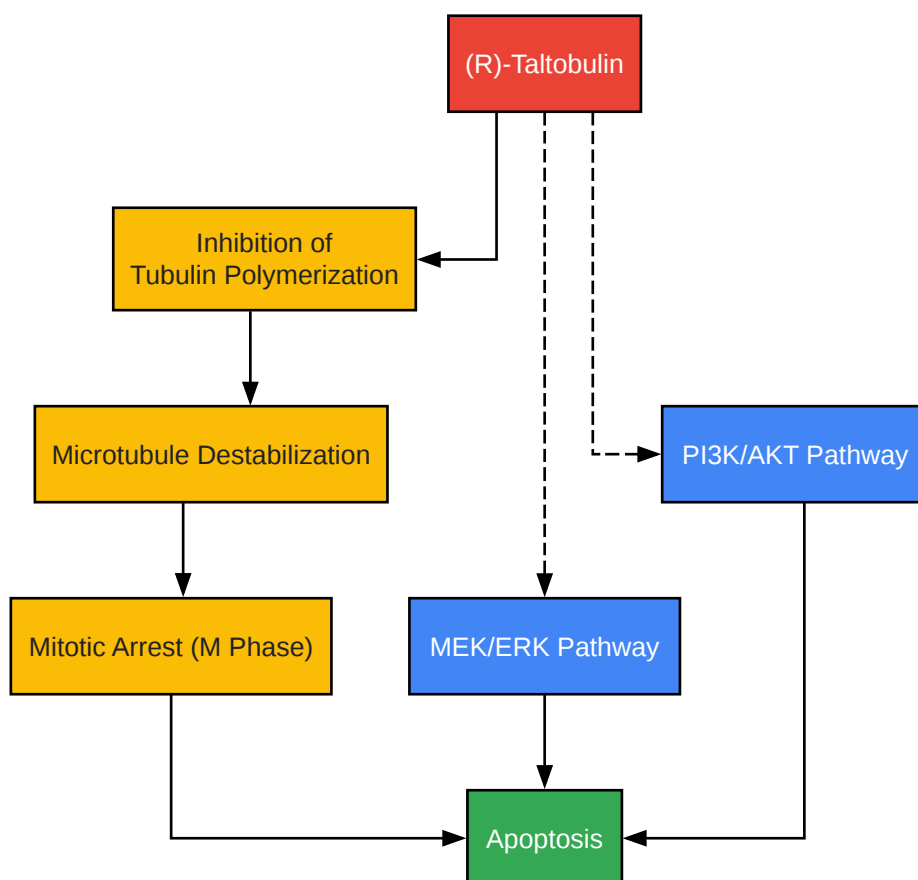 (R)-Taltobulin
Inhibition of
Tubulin Polymerization
Microtubule Destabilization
PI3K/AKT Pathway
Mitotic Arrest (M Phase)
MEK/ERK Pathway
Apoptosis